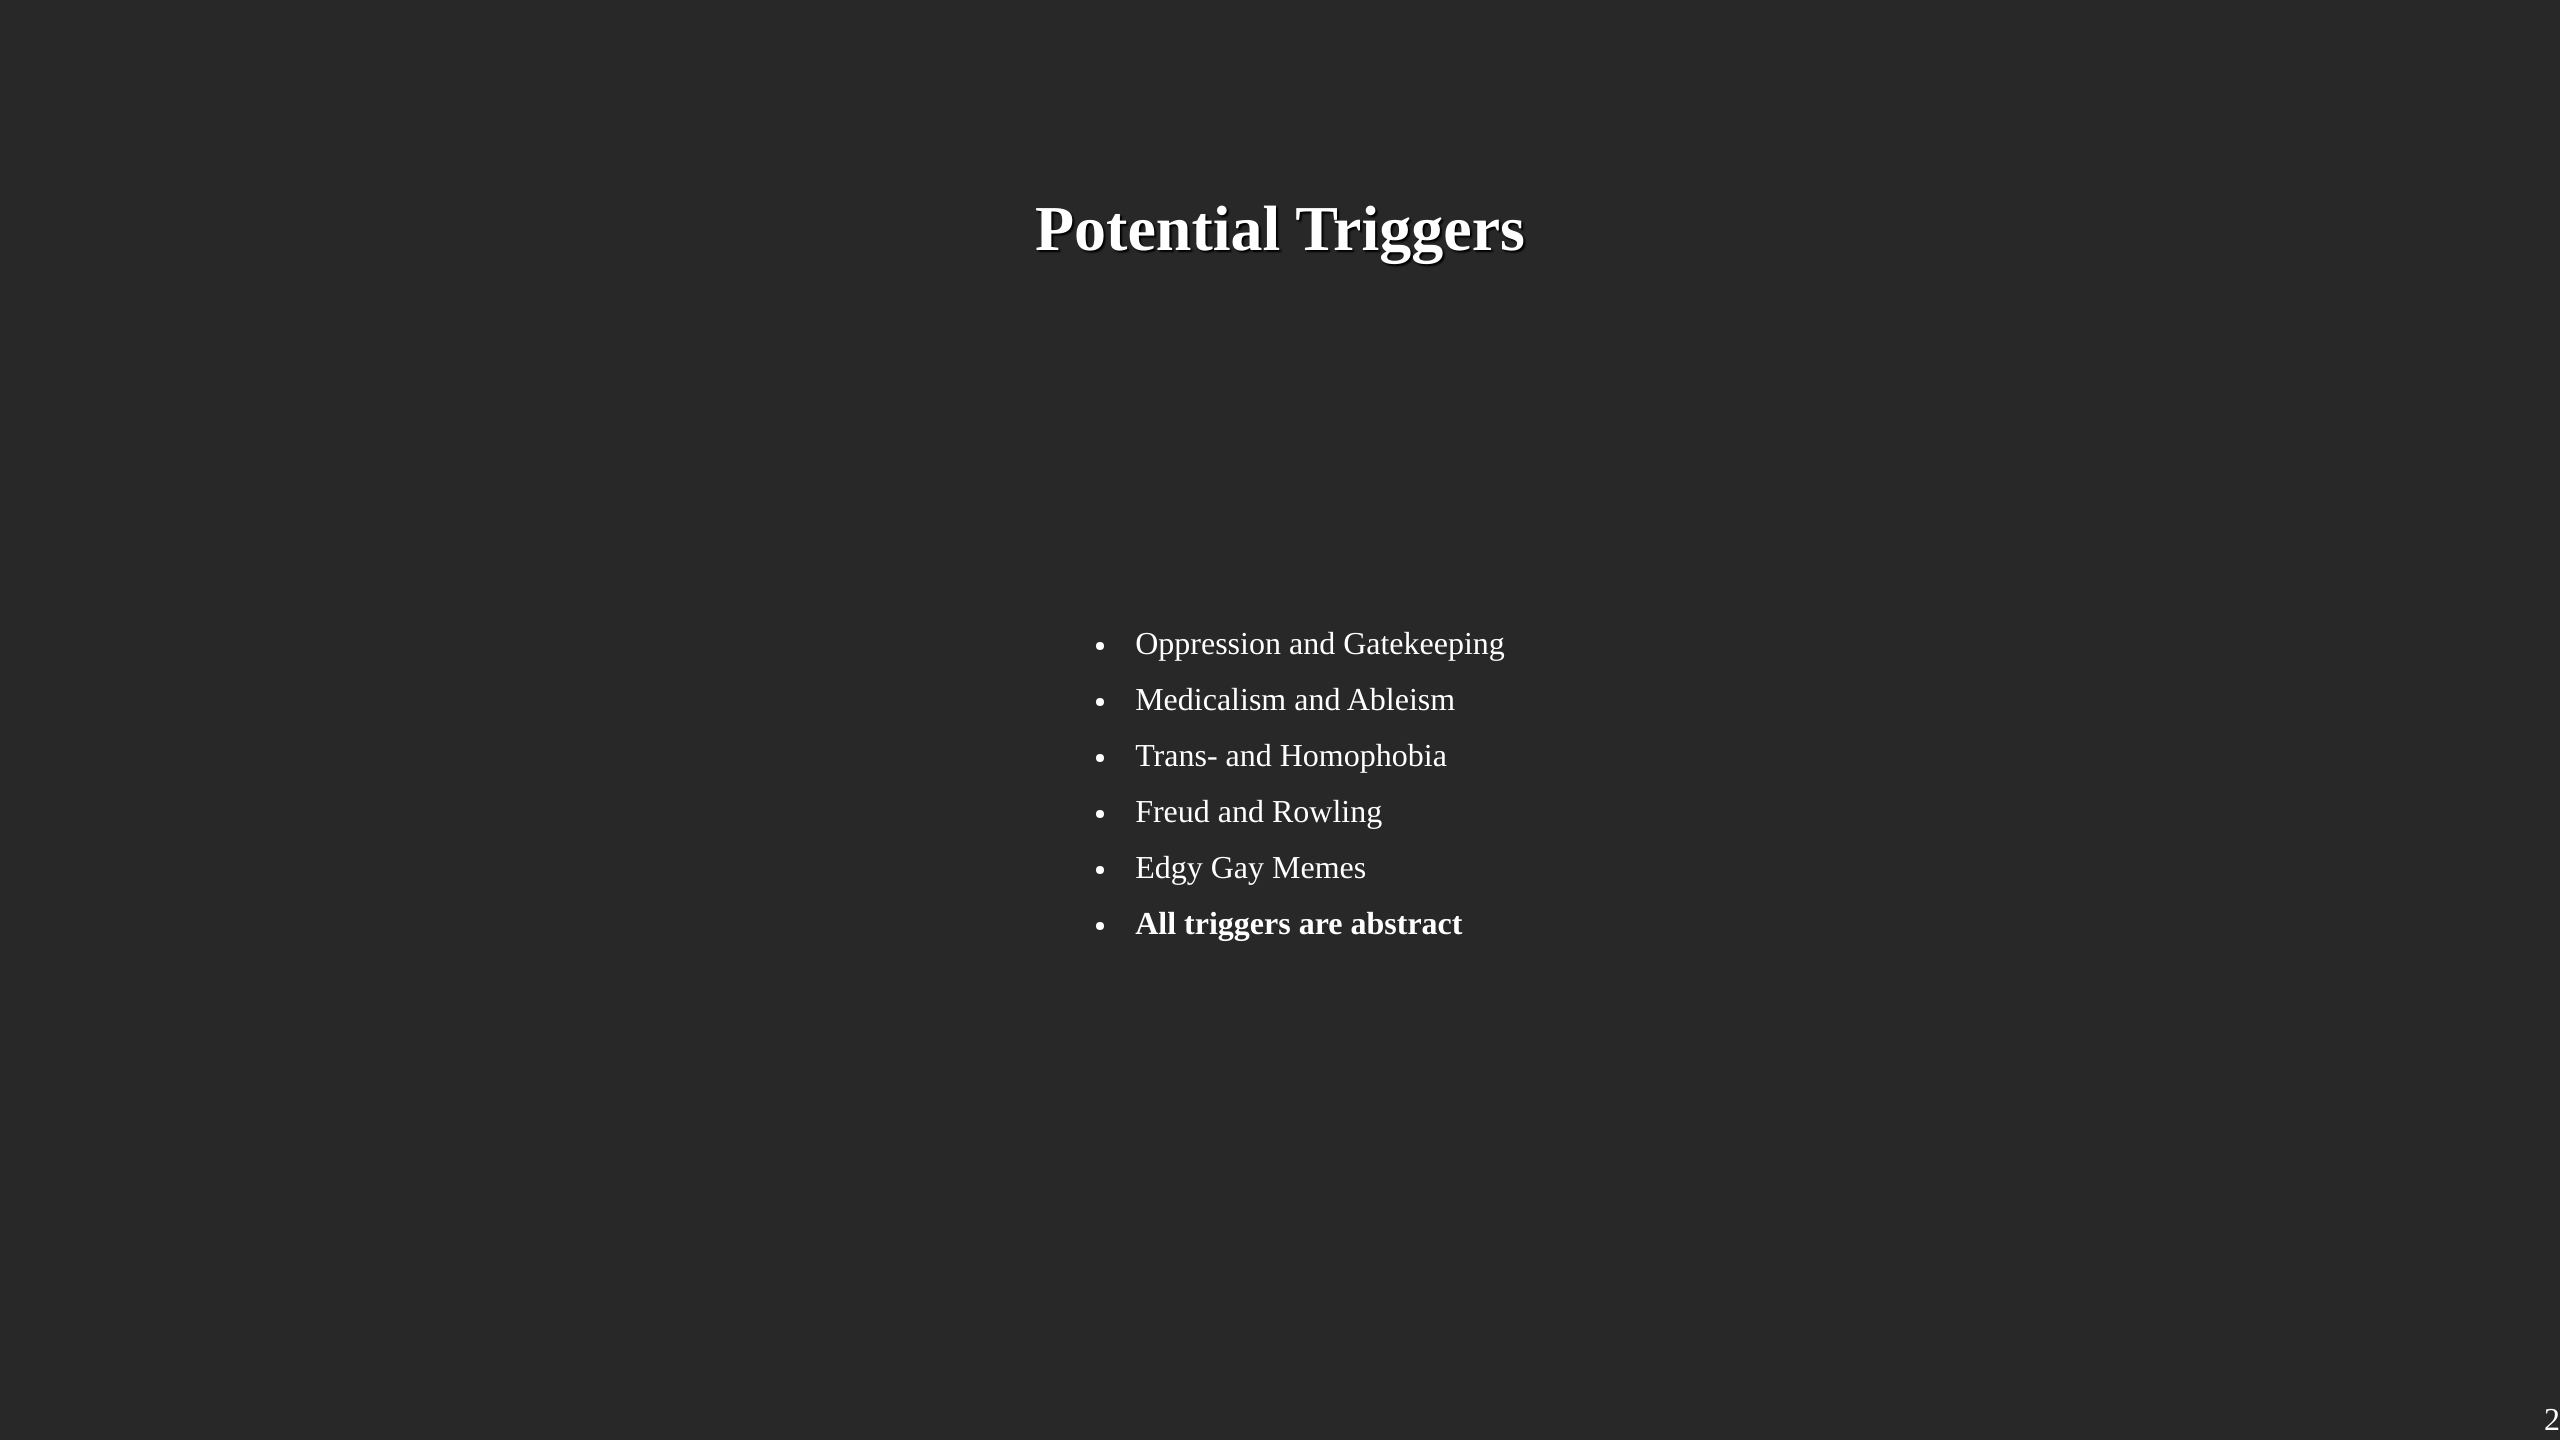 Potential Triggers
• Oppression and Gatekeeping
• Medicalism and Ableism
• Trans- and Homophobia
• Freud and Rowling
• Edgy Gay Memes
• All triggers are abstract
2